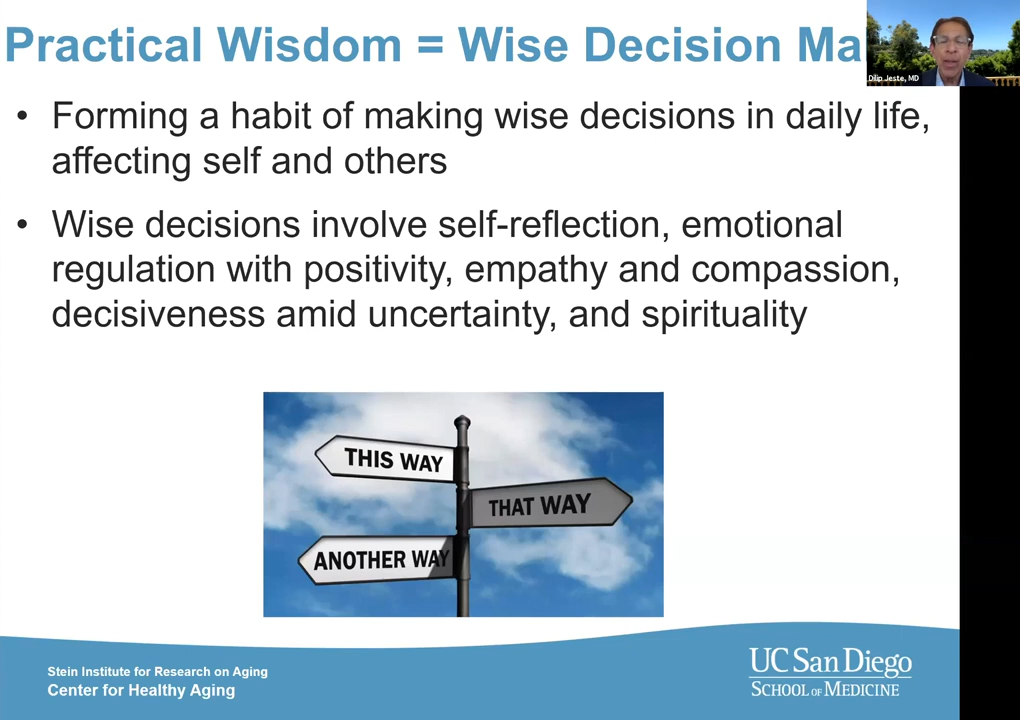 Practical Wisdom = Wise Decision Ma
Dilip Jeste, MD
• Forming a habit of making wise decisions in daily life,
affecting self and others
• Wise decisions involve self-reflection, emotional
regulation with positivity, empathy and compassion,
decisiveness amid uncertainty, and spirituality
THIS WAY
THAT WAY
ANOTHER WAY
Stein Institute for Research on Aging
Center for Healthy Aging
UC San Diego
SCHOOL OF MEDICINE